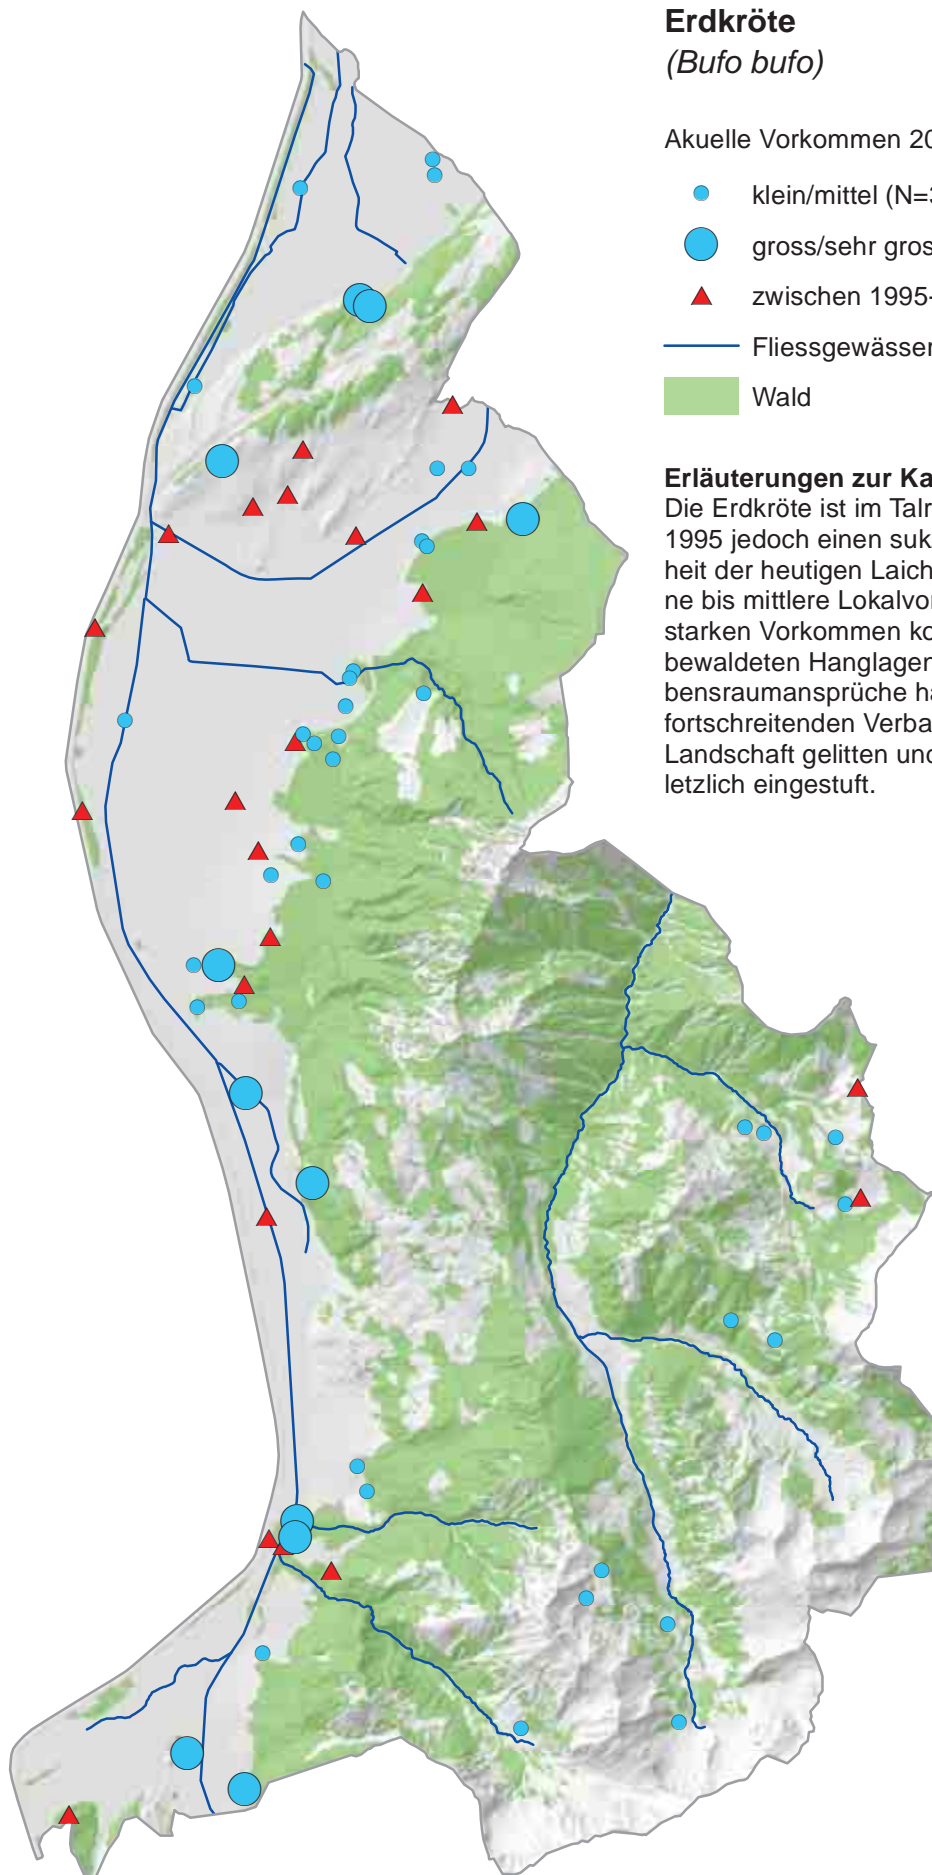 Erdkröte
(Bufo bufo)
Akuelle Vorkommen 20
klein/mittel (N=3
gross/sehr gros
zwischen 1995-
Fliessgewässer
Wald
Erläuterungen zur Ka
Die Erdkröte ist im Talr
1995 jedoch einen suk
heit der heutigen Laich
ne bis mittlere Lokalvor
starken Vorkommen ko
bewaldeten Hanglagen
bensraumansprüche ha
fortschreitenden Verba
Landschaft gelitten und
letzlich eingestuft.